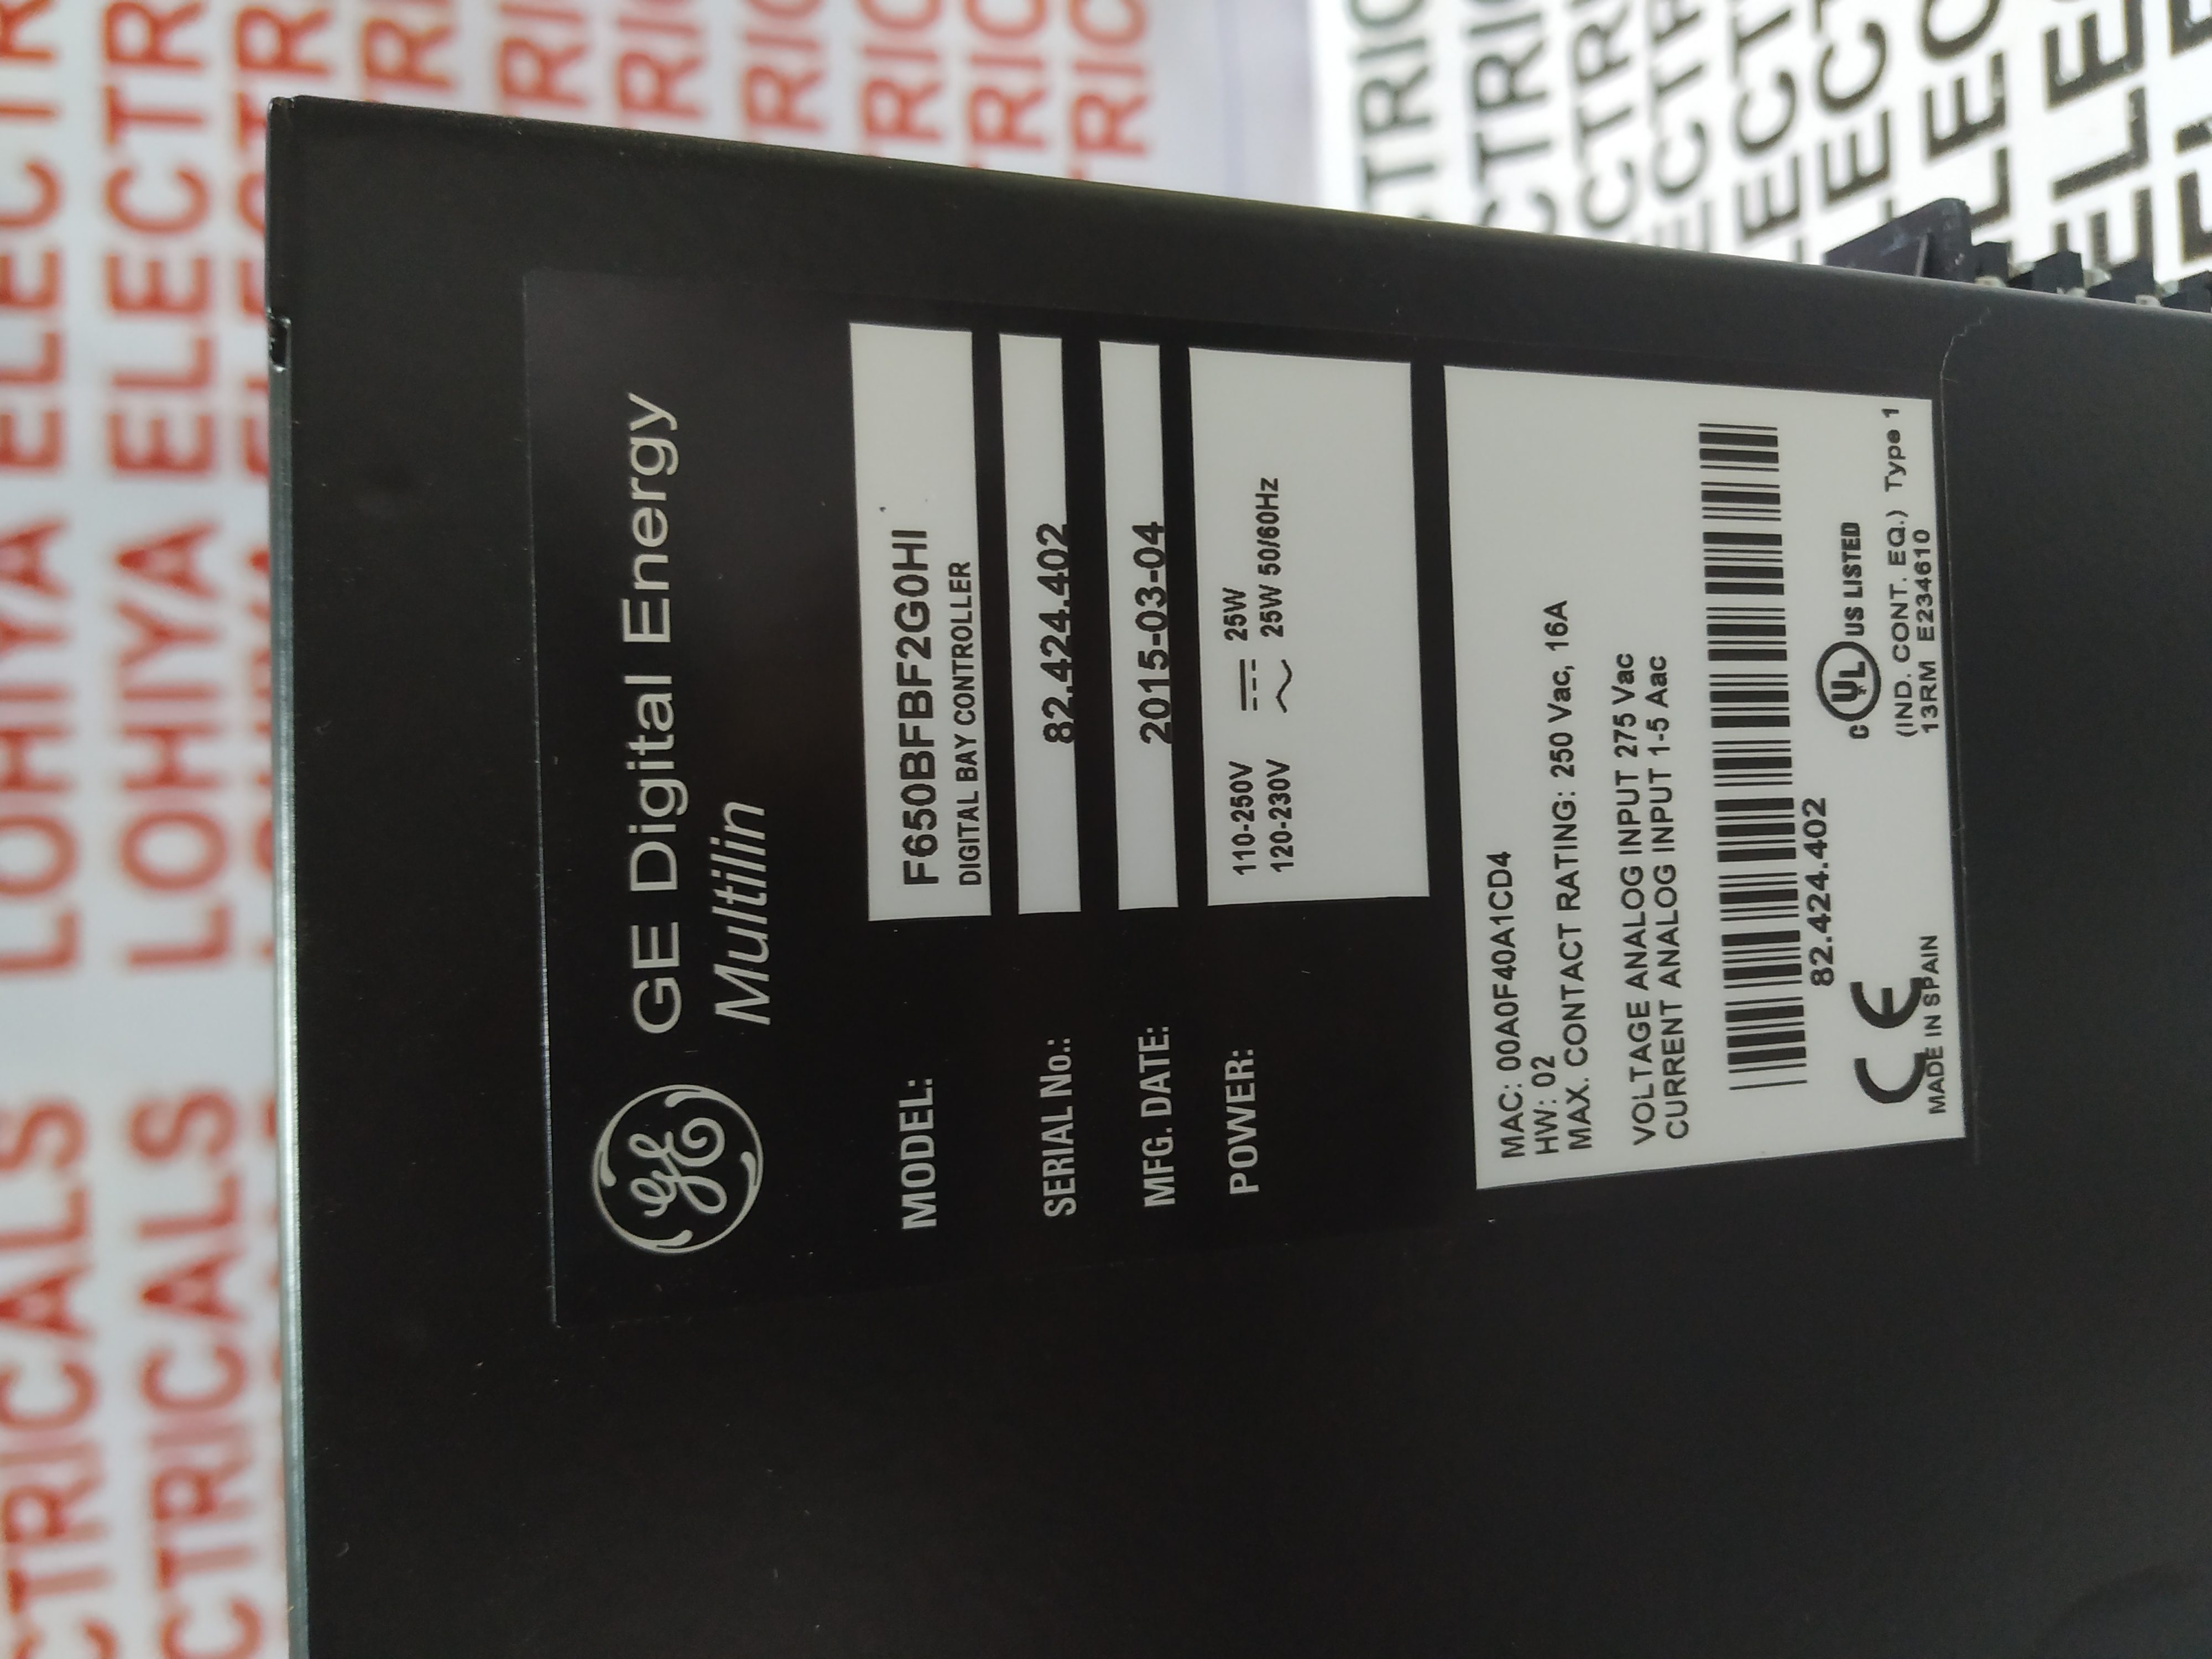 GE Digital Energy
Multilin
MODEL: F650BFBF2G0HI
DIGITAL BAY CONTROLLER
SERIAL No.: 82.424.402
MFG. DATE: 2015-03-04
POWER: 110-250V 25W
120-230V 25W 50/60Hz
MAC: 00A0F40A1CD4
HW: 02
MAX. CONTACT RATING: 250 Vac, 16A
VOLTAGE ANALOG INPUT 275 Vac
CURRENT ANALOG INPUT 1-5 Aac
82.424.402
CE
C UL US LISTED
MADE IN SPAIN
(IND. CONT. EQ.) Type 1
13RM E234610
LOHIYA ELECTRICALS
LOHIYA ELECTRICALS